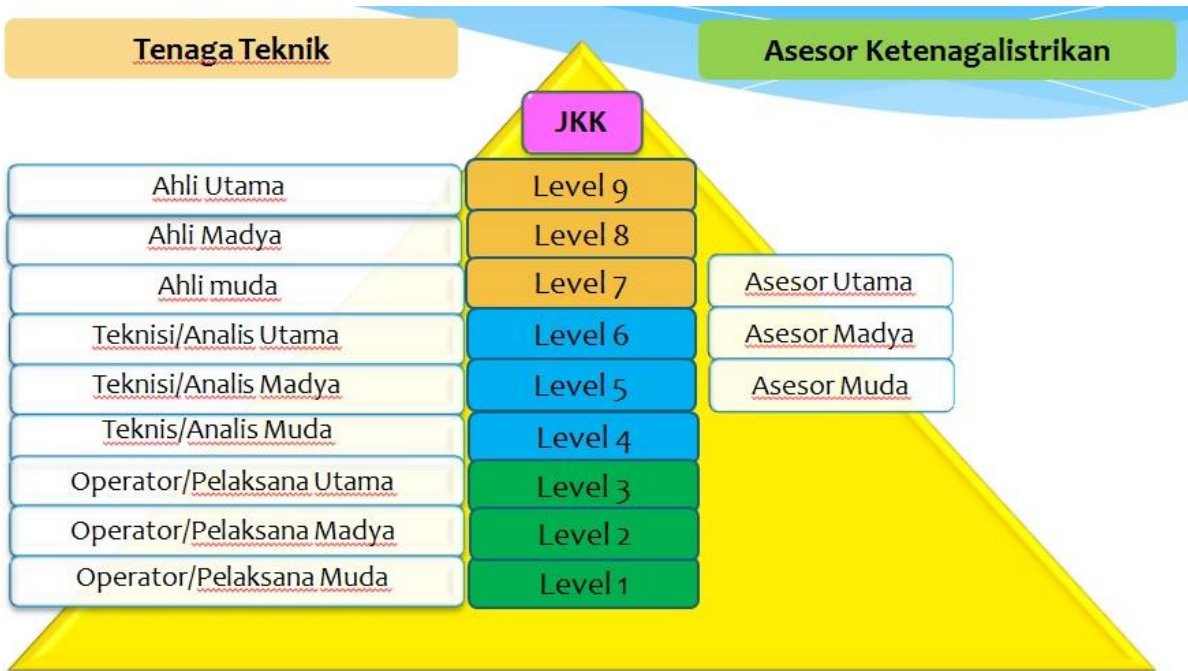 Tenaga Teknik
Asesor Ketenagalistrikan
JKK
Ahli Utama
Level 9
Ahli Madya
Level 8
Ahli muda
Level 7
Asesor Utama
Teknisi/Analis Utama
Level 6
Asesor Madya
Teknisi/Analis Madya
Level 5
Asesor Muda
Teknis/Analis Muda
Level 4
Operator/Pelaksana Utama
Level 3
Operator/Pelaksana Madya
Level 2
Operator/Pelaksana Muda
Level 1